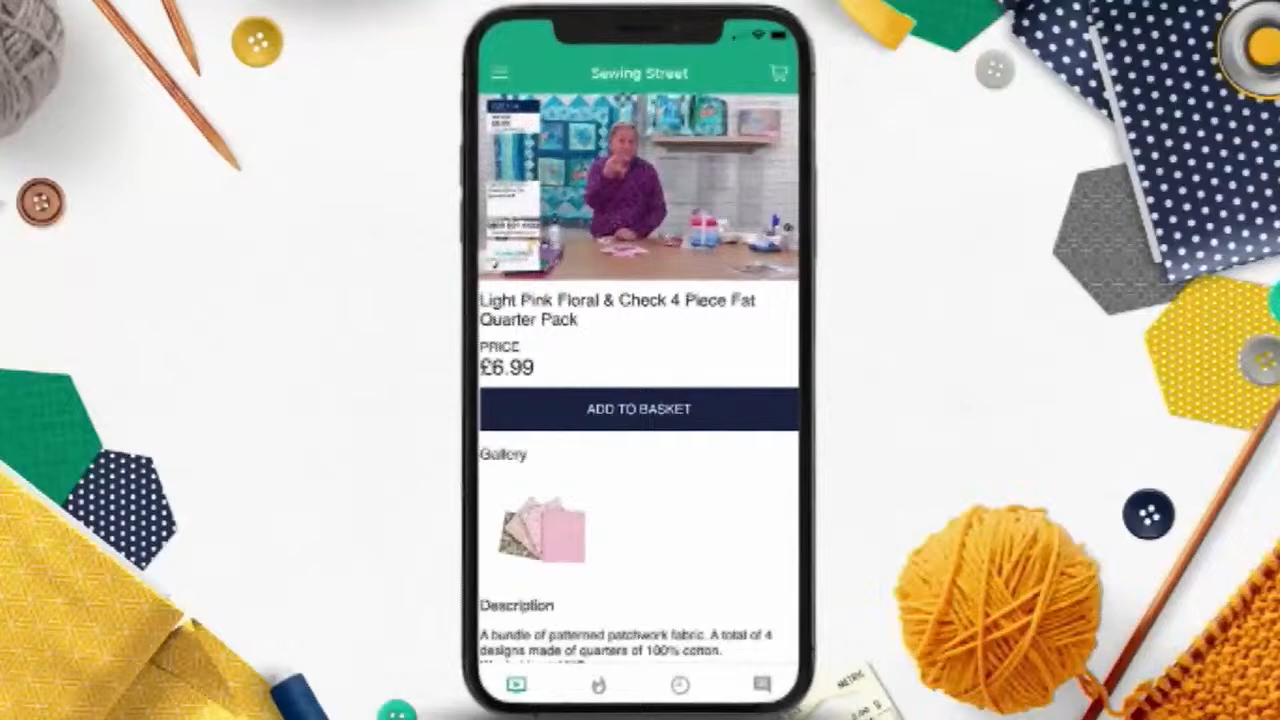 Sewing Street
Light Pink Floral & Check 4 Piece Fat
Quarter Pack
PRICE
£6.99
ADD TO BASKET
Gallery
Description
A bundle of patterned patchwork fabric. A total of 4
designs made of quarters of 100% cotton.
METRIC